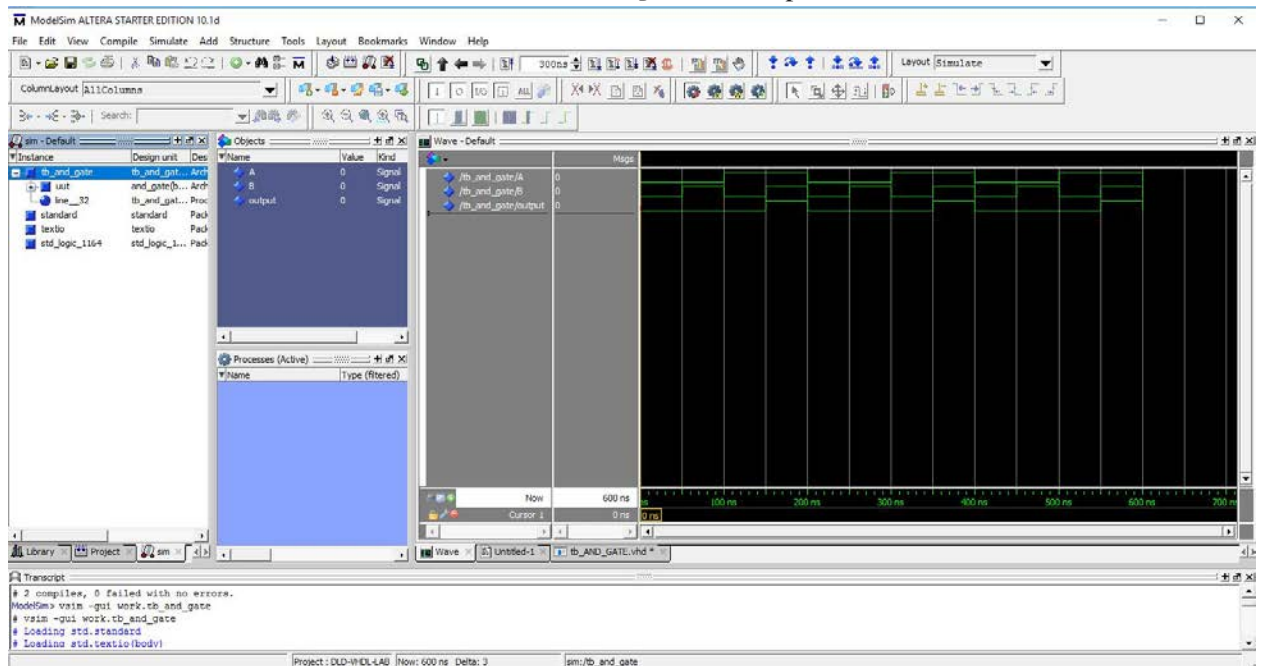 ModelSim ALTERA STARTER EDITION 10.1d
File Edit View Compile Simulate Add Structure Tools Layout Bookmarks Window Help
300 ns Layout Simulate
ColumnLayout AllColumns
Search:
sim - Default
Instance Design unit Des
tb_and_gate tb_and_gat... Arch
uut and_gate(b... Arch
line__32 tb_and_gat... Proc
standard standard Pack
textio textio Pack
std_logic_1164 std_logic_1... Pack
Objects
Name Value Kind
A 0 Signal
B 0 Signal
output 0 Signal
Processes (Active)
Name Type (filtered)
Wave - Default
Msgs
/tb_and_gate/A 0
/tb_and_gate/B 0
/tb_and_gate/output 0
Now 600 ns
ns 100 ns 200 ns 300 ns 400 ns 500 ns 600 ns 700 n
Cursor 1 0 ns 0 ns
Library Project sim
Wave Untitled-1 tb_AND_GATE.vhd *
Transcript
# 2 compiles, 0 failed with no errors.
ModelSim> vsim -gui work.tb_and_gate
# vsim -gui work.tb_and_gate
# Loading std.standard
# Loading std.textio(body)
Project : DLD-VHDL-LAB Now: 600 ns Delta: 3 sim:/tb_and_gate